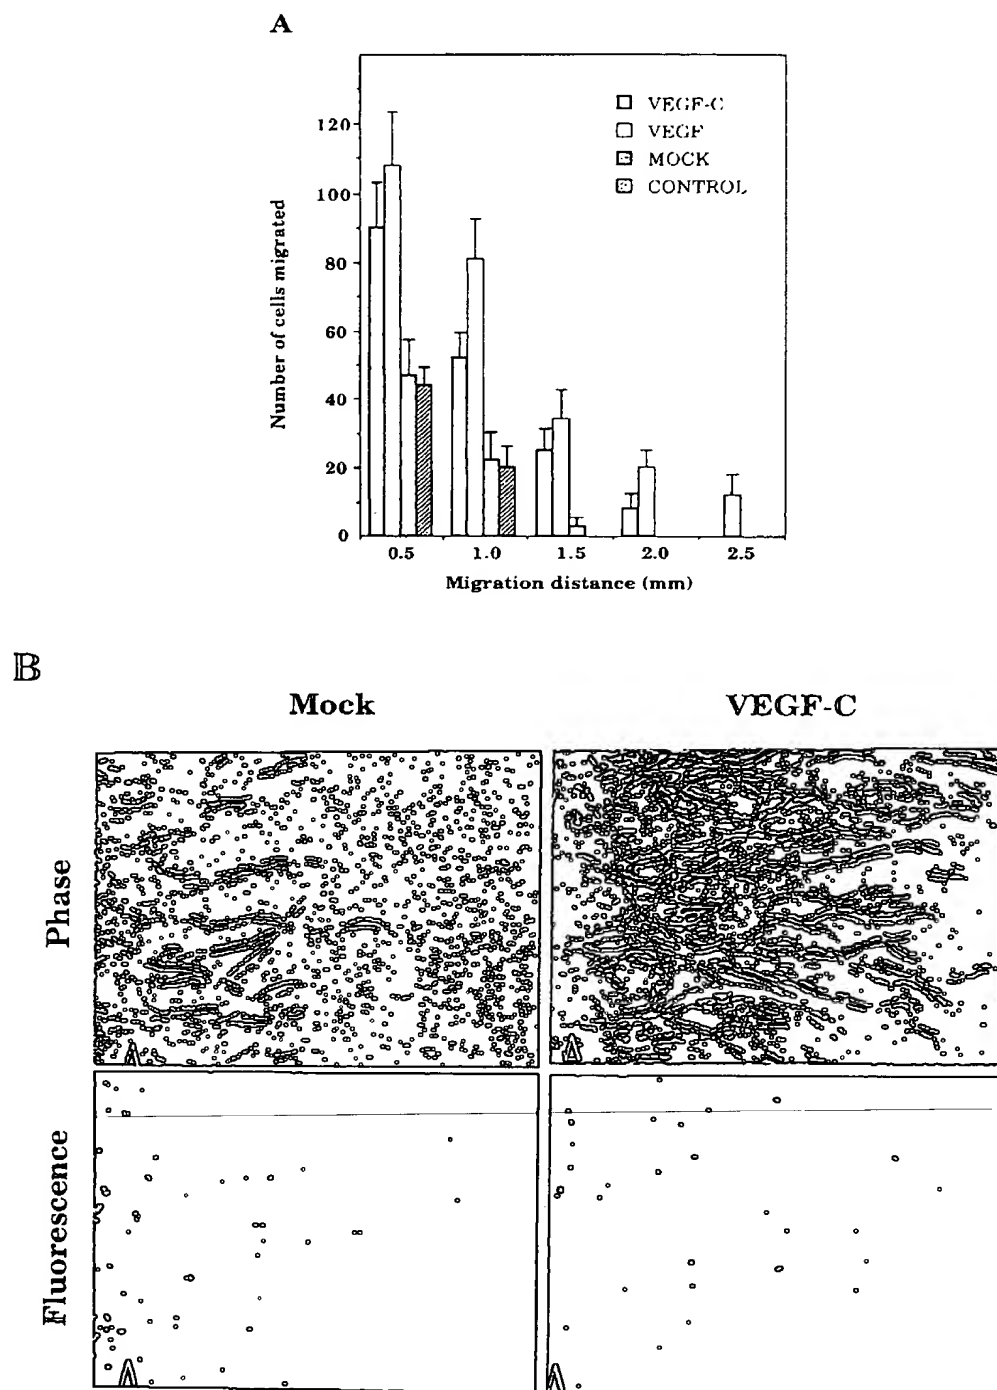 A
VEGF-C
VEGF
MOCK
CONTROL
Number of cells migrated
120
100
80
60
40
20
0
0.5 1.0 1.5 2.0 2.5
Migration distance (mm)
B
Mock VEGF-C
Phase
Fluorescence